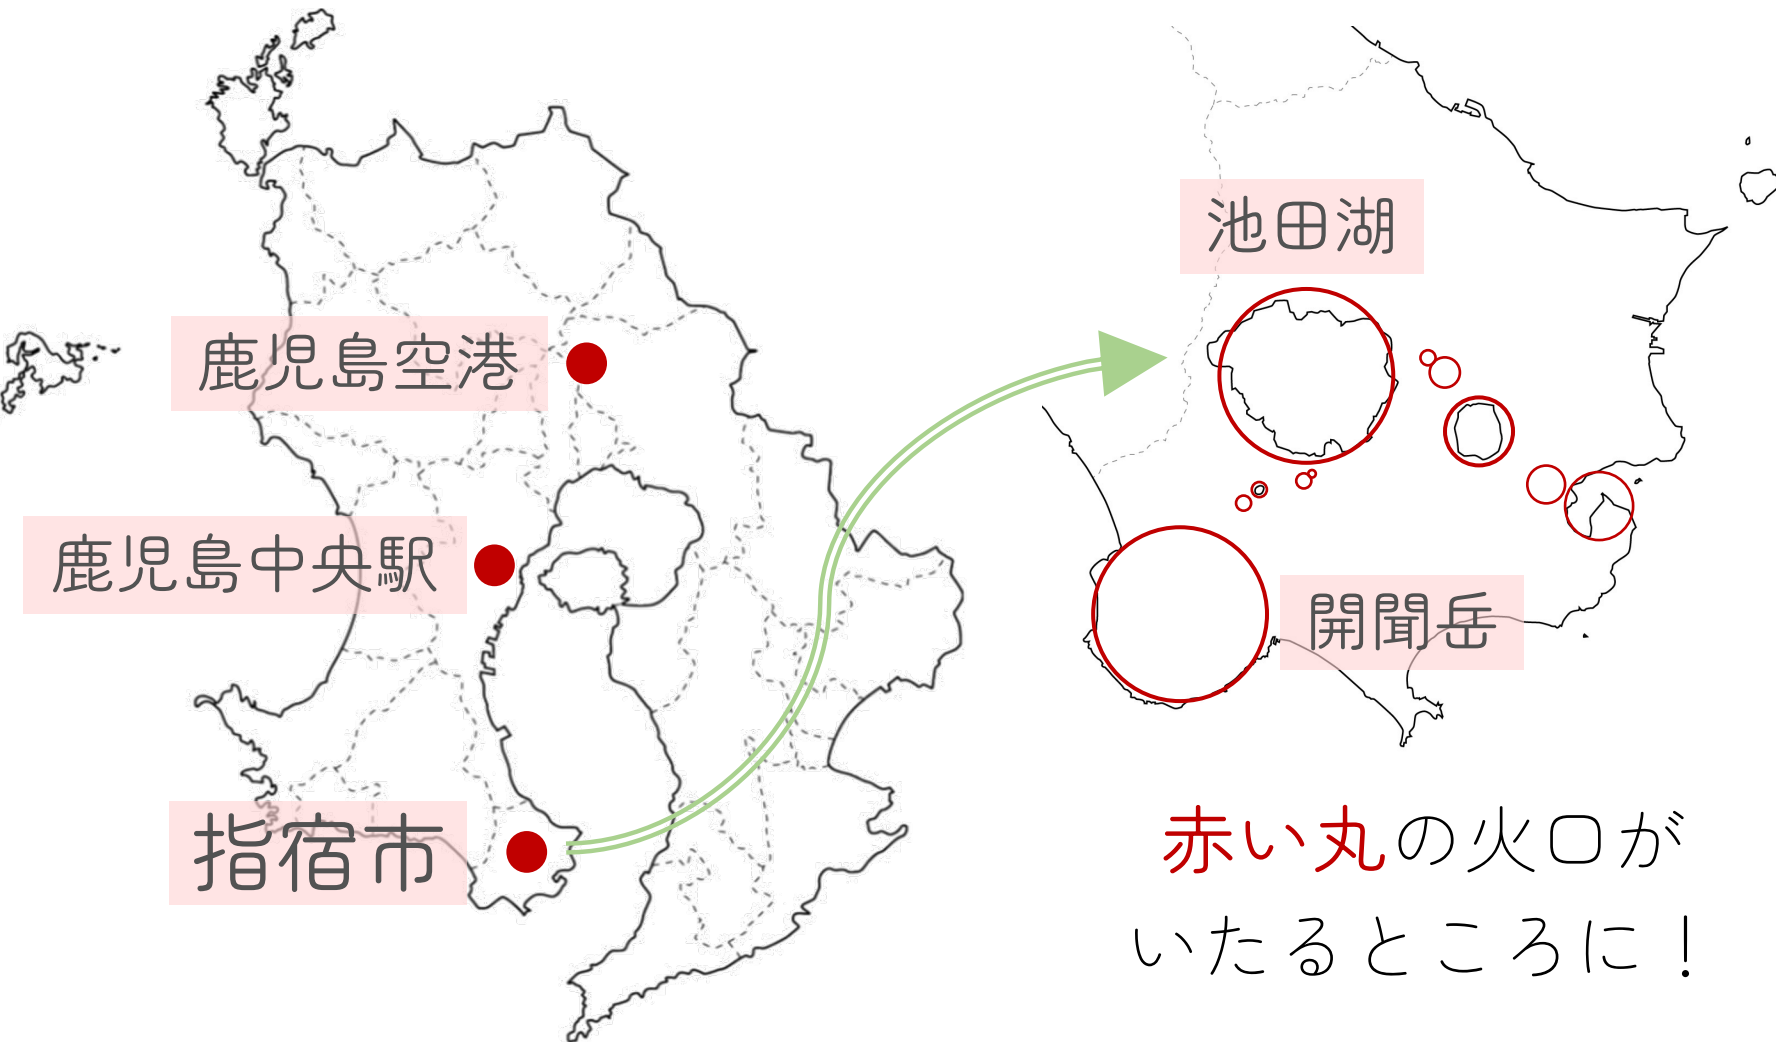 鹿児島空港
鹿児島中央駅
指宿市
池田湖
開聞岳
赤い丸の火口が
いたるところに！